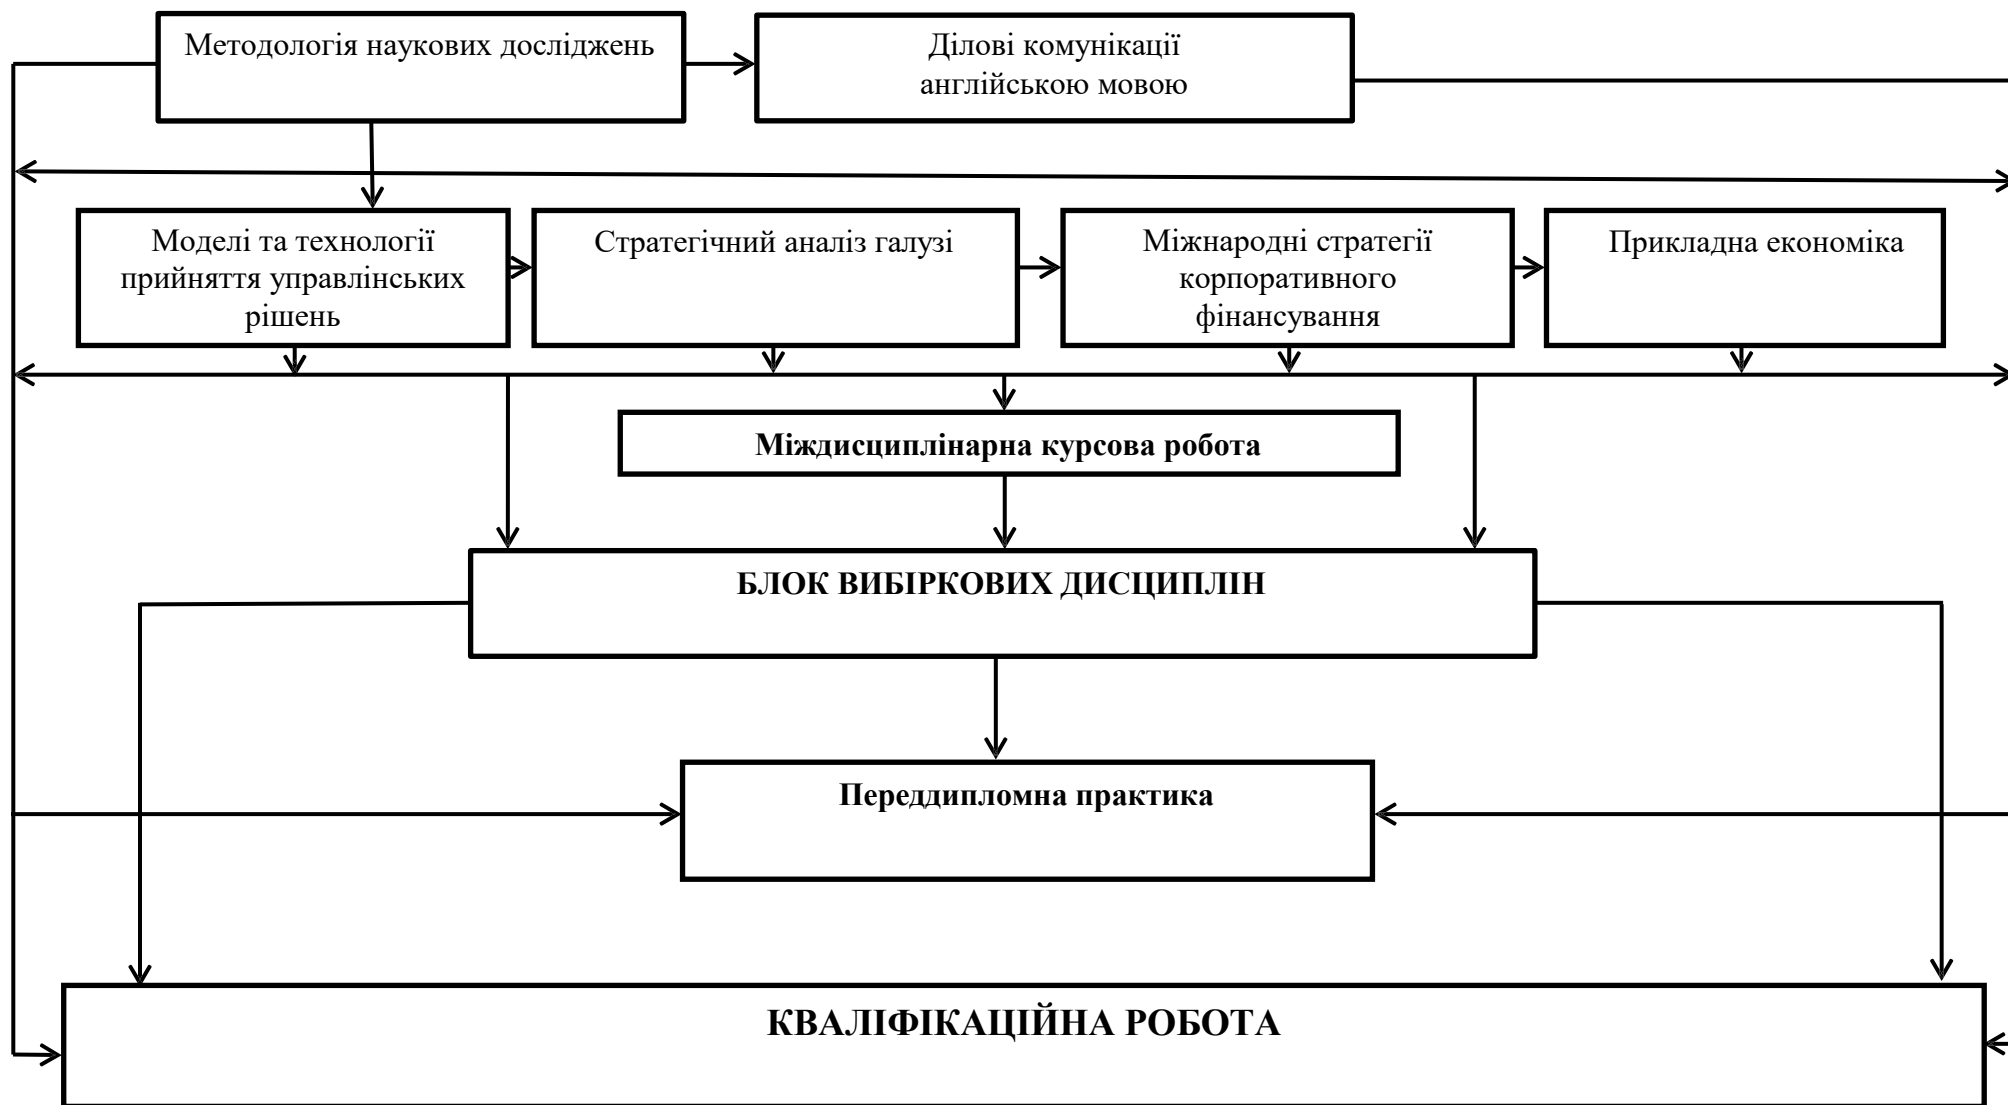 Методологія наукових досліджень
Ділові комунікації
англійською мовою
Моделі та технології
прийняття управлінських
рішень
Стратегічний аналіз галузі
Міжнародні стратегії
корпоративного
фінансування
Прикладна економіка
Міждисциплінарна курсова робота
БЛОК ВИБІРКОВИХ ДИСЦИПЛІН
Переддипломна практика
КВАЛІФІКАЦІЙНА РОБОТА